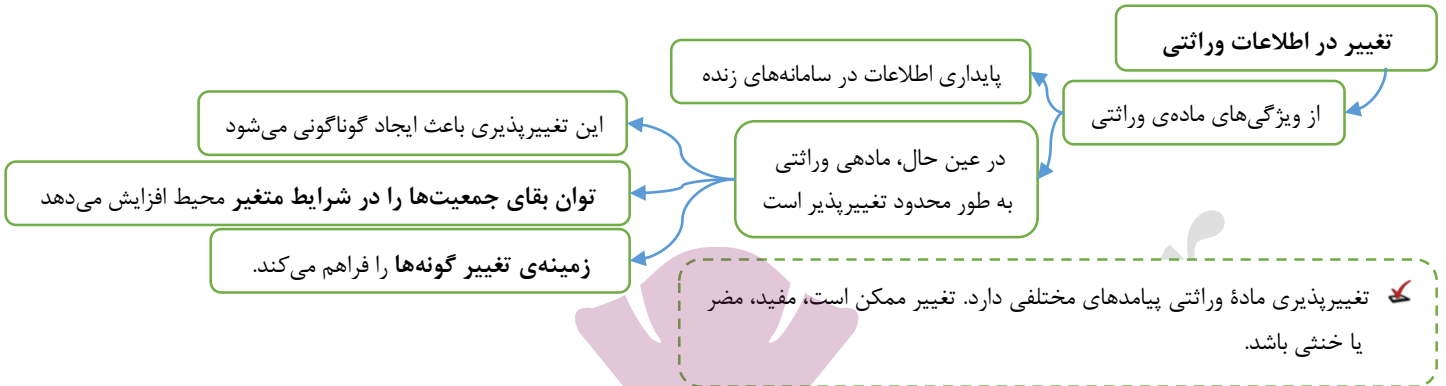 تغییر در اطلاعات وراثتی
از ویژگی‌های ماده‌ی وراثتی
پایداری اطلاعات در سامانه‌های زنده
در عین حال، مادهی وراثتی
به طور محدود تغییرپذیر است
این تغییرپذیری باعث ایجاد گوناگونی می‌شود
توان بقای جمعیت‌ها را در شرایط متغیر محیط افزایش می‌دهد
زمینه‌ی تغییر گونه‌ها را فراهم می‌کند.
تغییرپذیری مادۀ وراثتی پیامدهای مختلفی دارد. تغییر ممکن است، مفید، مضر
یا خنثی باشد.